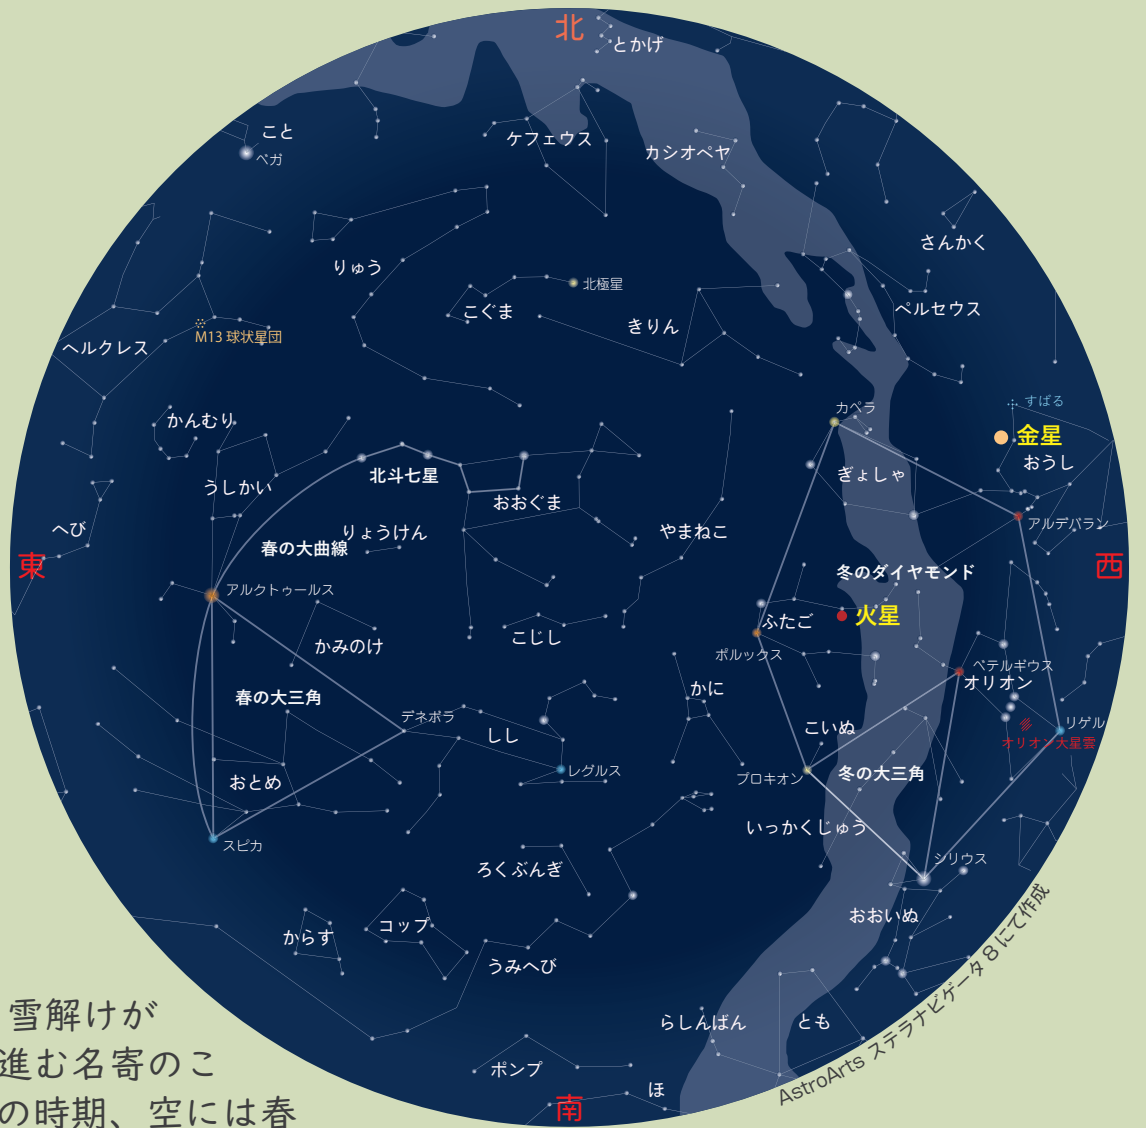 北
とかげ
こと
ベガ
ケフェウス
カシオペヤ
さんかく
りゅう
北極星
こぐま
きりん
ペルセウス
M13 球状星団
ヘルクレス
カペラ
すばる
金星
かんむり
北斗七星
おうし
ぎょしゃ
うしかい
おおぐま
アルデバラン
へび
りょうけん
やまねこ
春の大曲線
東
西
冬のダイヤモンド
アルクトゥールス
火星
ふたご
かみのけ
こじし
ポルックス
ベテルギウス
オリオン
かに
春の大三角
デネボラ
リゲル
こいぬ
しし
オリオン大星雲
レグルス
プロキオン
冬の大三角
おとめ
いっかくじゅう
スピカ
シリウス
ろくぶんぎ
おおいぬ
コップ
からす
うみへび
らしんばん
とも
ポンプ
ほ
南
AstroArts ステラナビゲータ 8 にて作成
雪解けが
進む名寄のこ
の時期、空には春